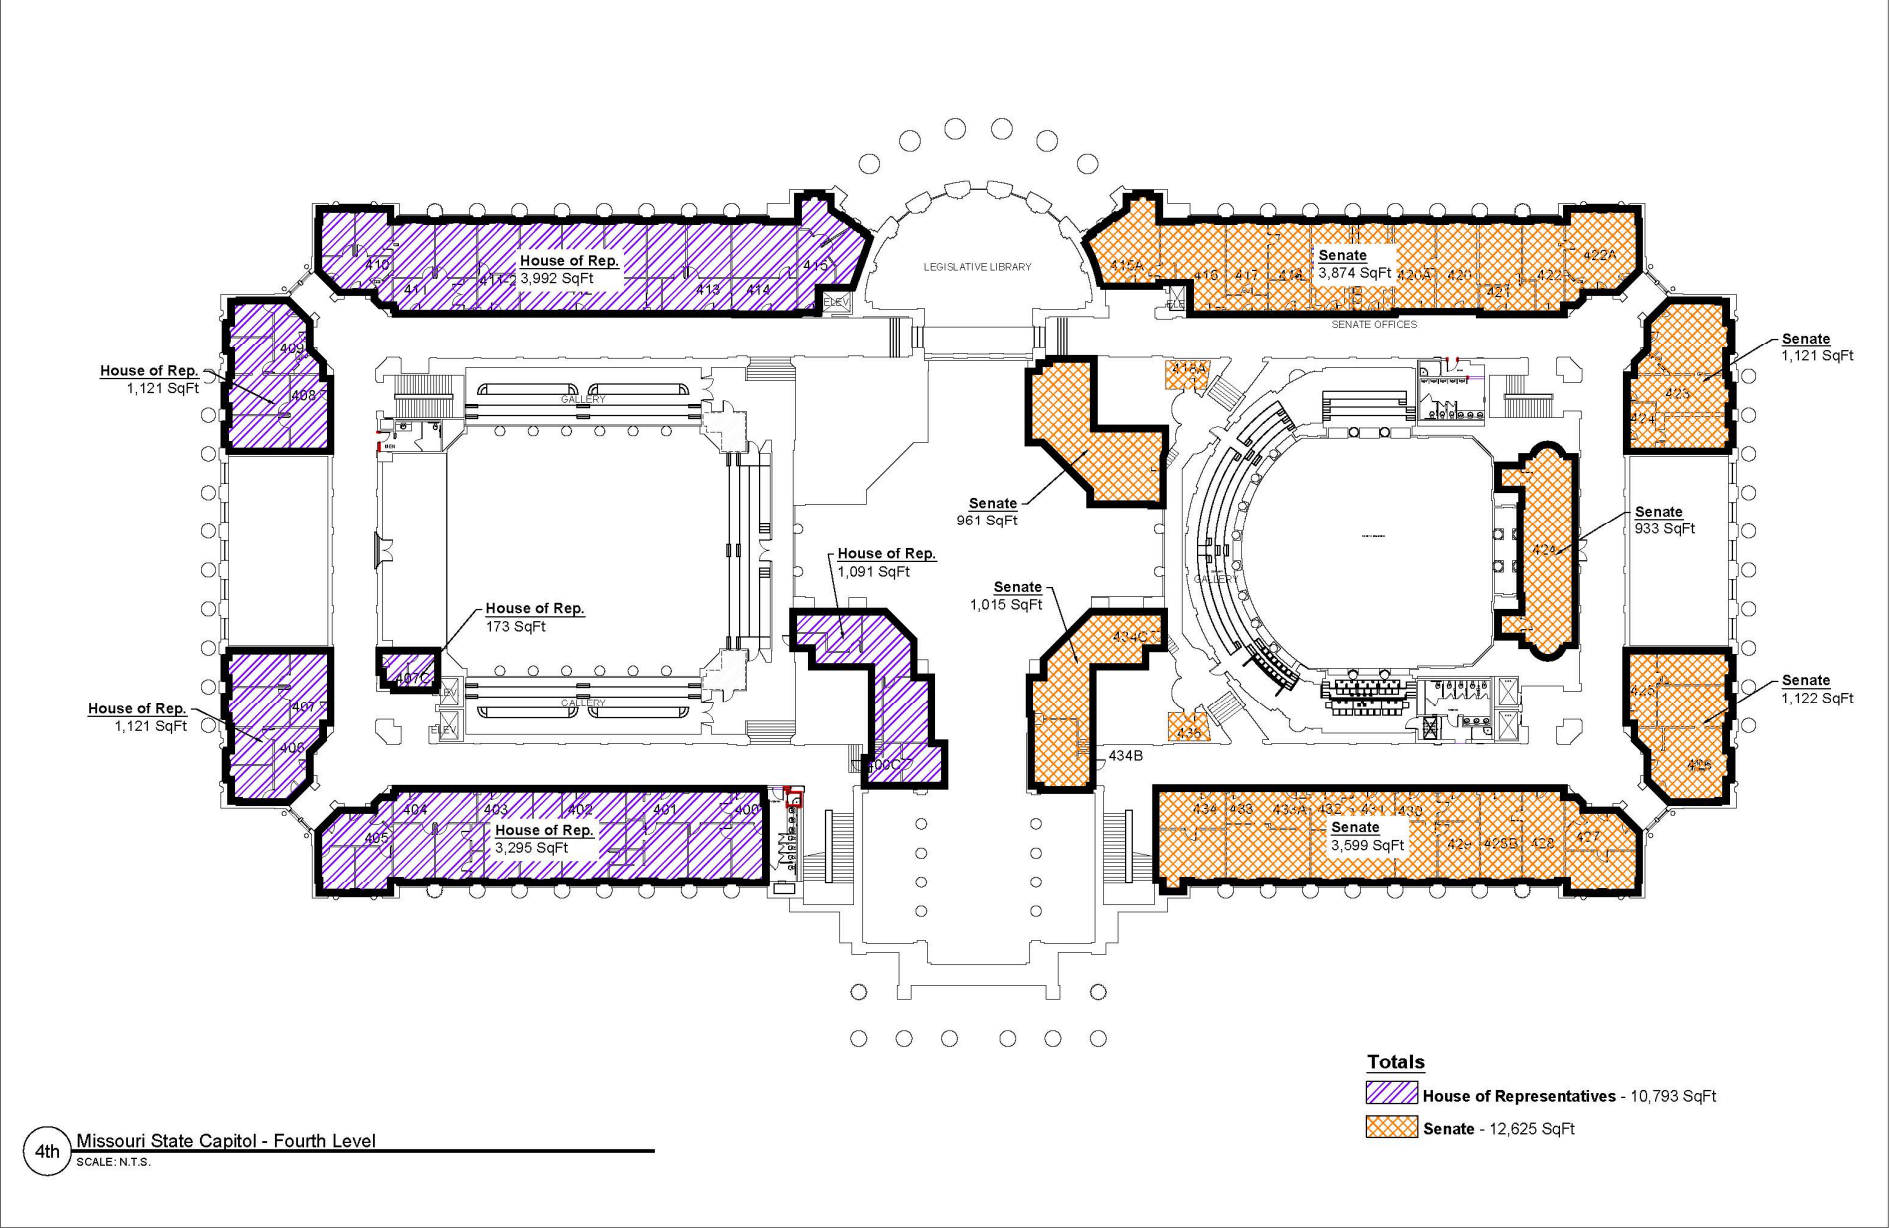 LEGISLATIVE LIBRARY
House of Rep.
3,992 SqFt
410
411
413
414
415
ELEV
Senate
3,874 SqFt
415A
416
417
420A
420
421
422
422A
SENATE OFFICES
409
408
House of Rep.
1,121 SqFt
GALLERY
MEN
418A
Senate
1,121 SqFt
423
424
Senate
961 SqFt
Senate
933 SqFt
424
GALLERY
House of Rep.
1,091 SqFt
Senate
1,015 SqFt
434C
House of Rep.
173 SqFt
407C
House of Rep.
1,121 SqFt
407
406
GALLERY
ELEV
435
434B
Senate
1,122 SqFt
425
426
400C
404
403
402
401
400
405
House of Rep.
3,295 SqFt
434
433
433A
432
431
430
Senate
3,599 SqFt
429
428B
428
427
Totals
House of Representatives - 10,793 SqFt
Senate - 12,625 SqFt
4th
Missouri State Capitol - Fourth Level
SCALE: N.T.S.